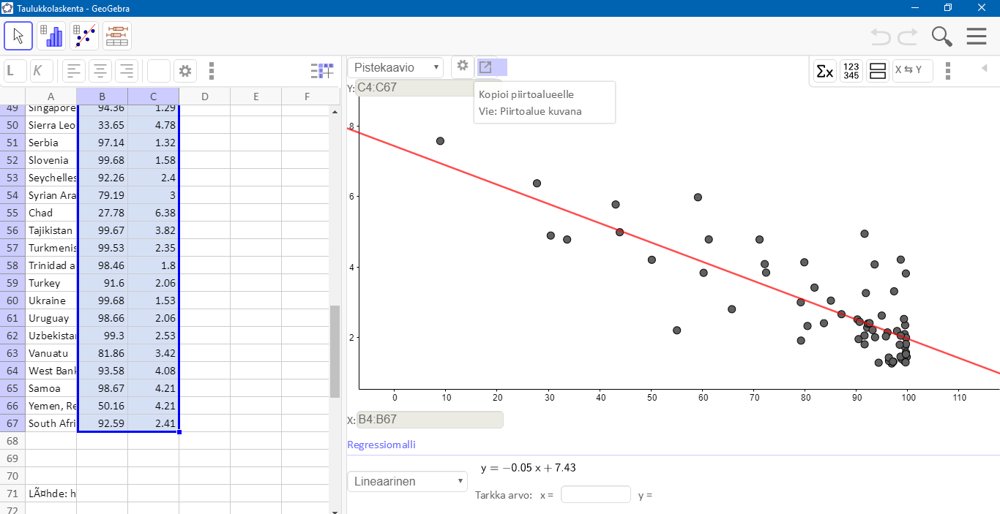 Taulukkolaskenta - GeoGebra
L K
Pistekaavio
123
345
Σx
X ⇆ Y
Y: C4:C67
Kopioi piirtoalueelle
Vie: Piirtoalue kuvana
A B C D E F
49 Singapore 94.36 1.29
50 Sierra Leo 33.65 4.78
51 Serbia 97.14 1.32
52 Slovenia 99.68 1.58
53 Seychelles 92.26 2.4
54 Syrian Ara 79.19 3
55 Chad 27.78 6.38
56 Tajikistan 99.67 3.82
57 Turkmenis 99.53 2.35
58 Trinidad a 98.46 1.8
59 Turkey 91.6 2.06
60 Ukraine 99.68 1.53
61 Uruguay 98.66 2.06
62 Uzbekista 99.3 2.53
63 Vanuatu 81.86 3.42
64 West Bank 93.58 4.08
65 Samoa 98.67 4.21
66 Yemen, Re 50.16 4.21
67 South Afri 92.59 2.41
68
69
70
71 LÃ¤hde: h
72
8
6
4
2
0 10 20 30 40 50 60 70 80 90 100 110
X: B4:B67
Regressiomalli
Lineaarinen
y = −0.05 x + 7.43
Tarkka arvo: x = y =